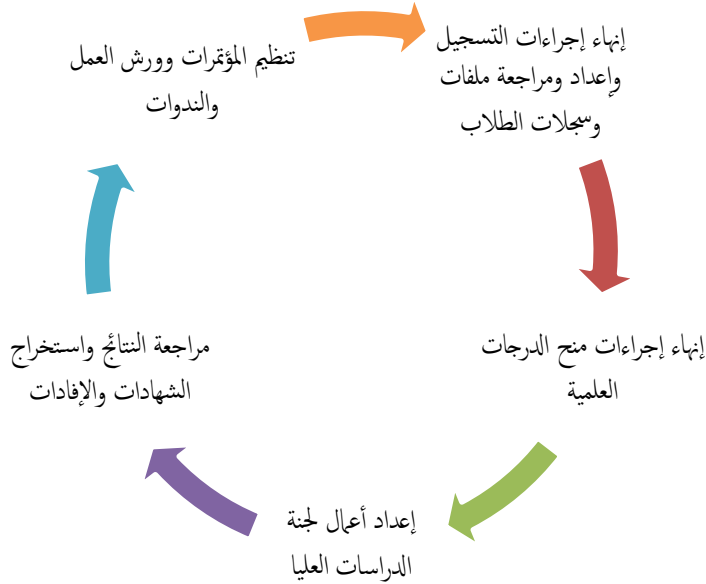 إنهاء إجراءات التسجيل
وإعداد ومراجعة ملفات
وسجلات الطلاب
إنهاء إجراءات منح الدرجات
العلمية
إعداد أعمال لجنة
الدراسات العليا
مراجعة النتائج واستخراج
الشهادات والإفادات
تنظيم المؤتمرات وورش العمل
والندوات